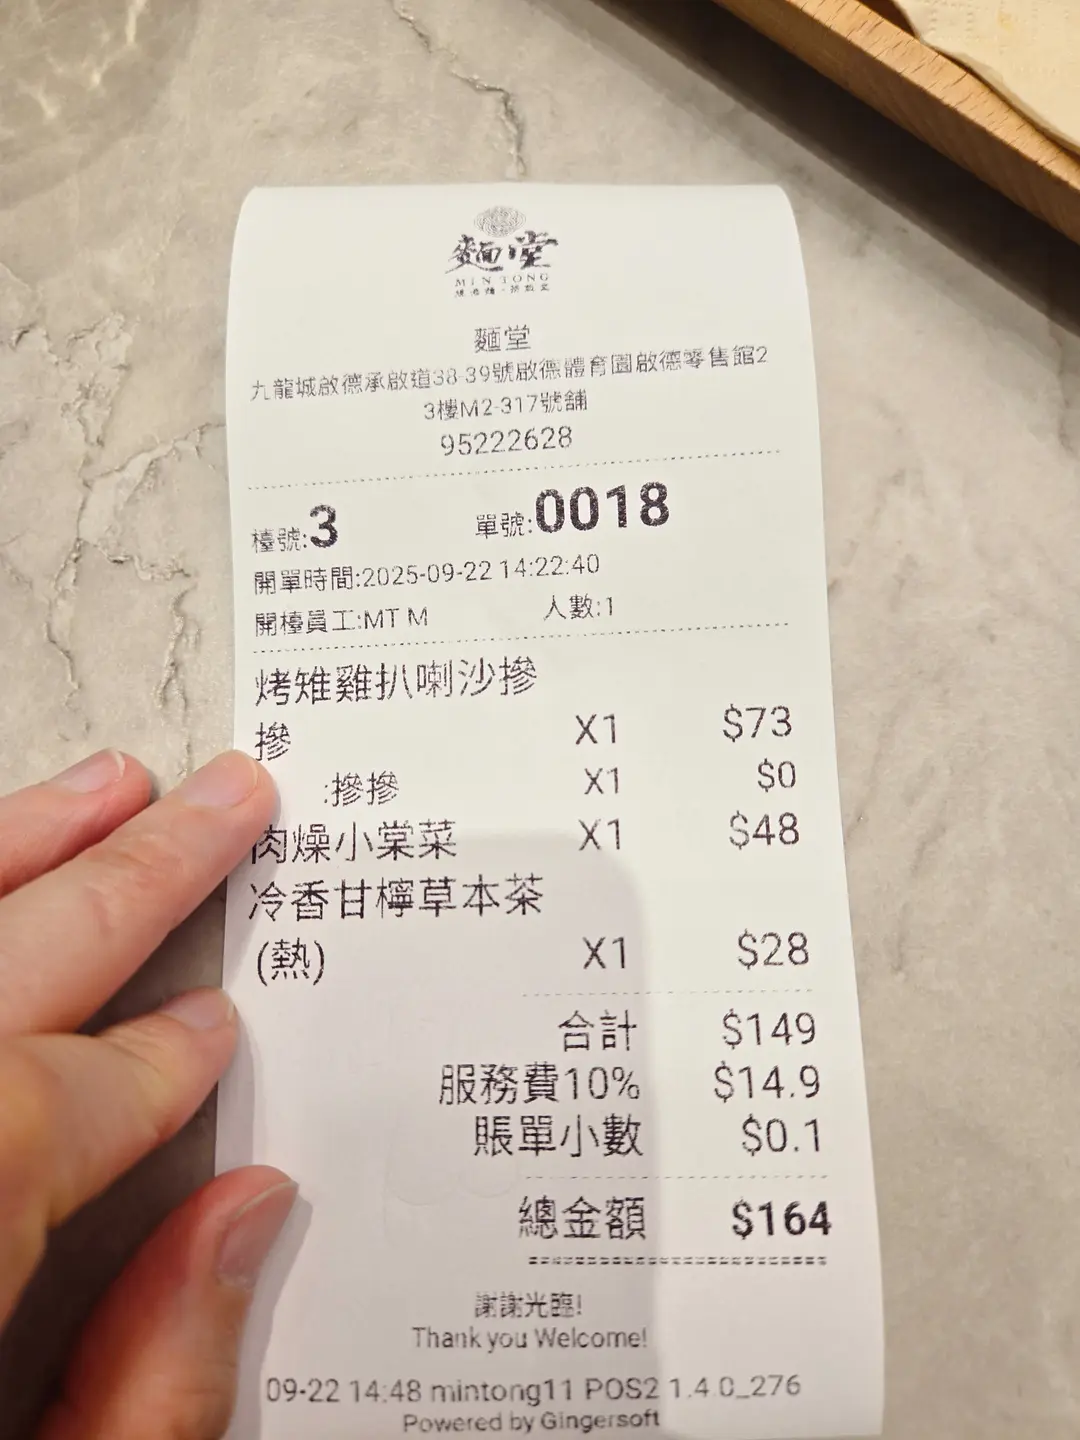 麵堂
MIN TONG
麵堂
九龍城啟德承啟道38-39號啟德體育園啟德零售館2
3樓M2-317號舖
95222628
檯號:3 單號:0018
開單時間:2025-09-22 14:22:40
開檯員工:MT M 人數:1
烤雉雞扒喇沙摻
摻 X1 $73
:摻摻 X1 $0
肉燥小棠菜 X1 $48
冷香甘檸草本茶
(熱) X1 $28
合計 $149
服務費10% $14.9
賬單小數 $0.1
總金額 $164
謝謝光臨!
Thank you Welcome!
09-22 14:48 mintong11 POS2 1.4.0_276
Powered by Gingersoft